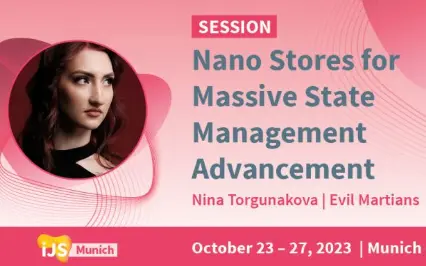 SESSION
Nano Stores for
Massive State
Management
Advancement
Nina Torgunakova | Evil Martians
iJS Munich
October 23 – 27, 2023 | Munich